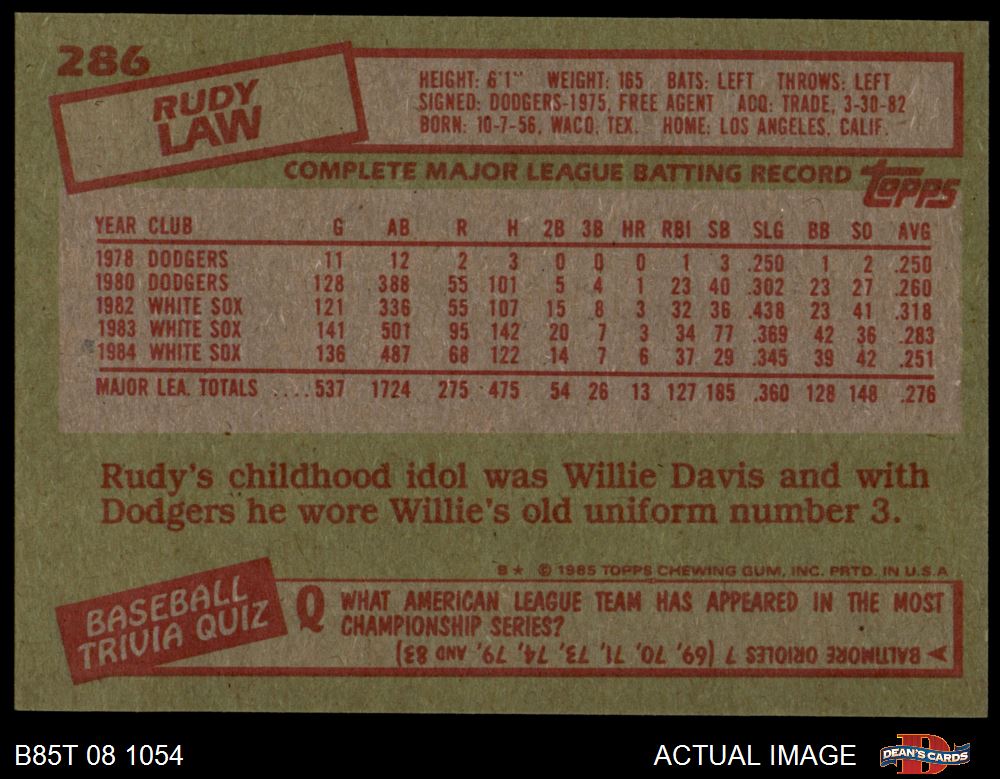 286
RUDY
LAW
HEIGHT: 6'1" WEIGHT: 165 BATS: LEFT THROWS: LEFT
SIGNED: DODGERS-1975, FREE AGENT ACQ: TRADE, 3-30-82
BORN: 10-7-56, WACO, TEX. HOME: LOS ANGELES, CALIF.
COMPLETE MAJOR LEAGUE BATTING RECORD Topps
YEAR CLUB G AB R H 2B 3B HR RBI SB SLG BB SO AVG
1978 DODGERS 11 12 2 3 0 0 0 1 3 .250 1 2 .250
1980 DODGERS 128 388 55 101 5 4 1 23 40 .302 23 27 .260
1982 WHITE SOX 121 336 55 107 15 8 3 32 36 .438 23 41 .318
1983 WHITE SOX 141 501 95 142 20 7 3 34 77 .369 42 36 .283
1984 WHITE SOX 136 487 68 122 14 7 6 37 29 .345 39 42 .251
MAJOR LEA. TOTALS ....537 1724 275 475 54 26 13 127 185 .360 128 148 .276
Rudy's childhood idol was Willie Davis and with
Dodgers he wore Willie's old uniform number 3.
B★ © 1985 TOPPS CHEWING GUM, INC. PRTD. IN U.S.A
BASEBALL
TRIVIA QUIZ
Q WHAT AMERICAN LEAGUE TEAM HAS APPEARED IN THE MOST
CHAMPIONSHIP SERIES?
BALTIMORE ORIOLES 7 (69, '70, '71, '73, '74, '79, AND 83)
B85T 08 1054
ACTUAL IMAGE
DEAN'S CARDS